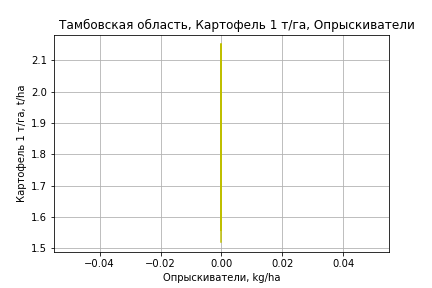 Тамбовская область, Картофель 1 т/га, Опрыскиватели
Картофель 1 т/га, t/ha
2.1
2.0
1.9
1.8
1.7
1.6
1.5
−0.04 −0.02 0.00 0.02 0.04
Опрыскиватели, kg/ha